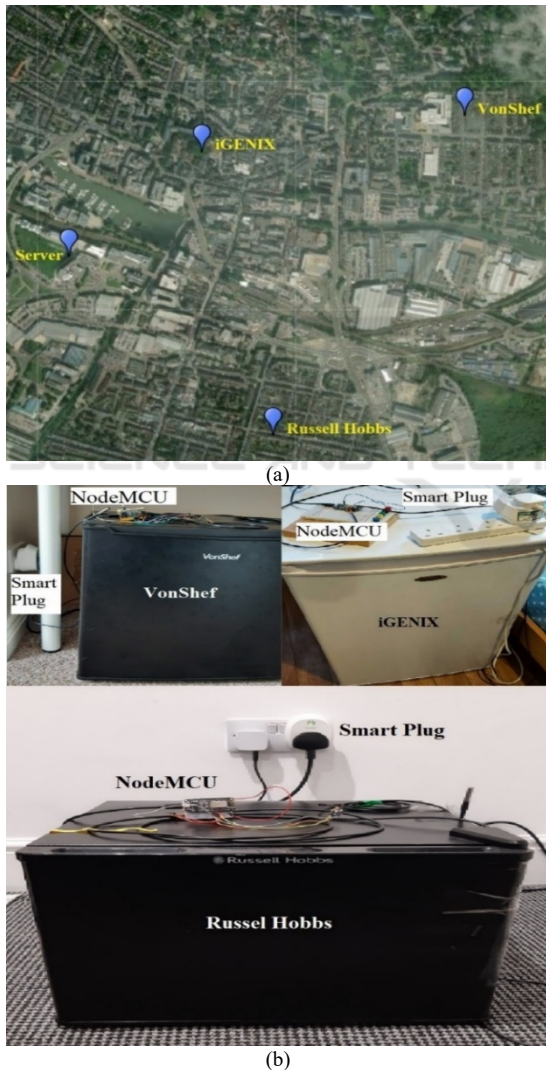 VonShef
iGENIX
Server
Russell Hobbs
(a)
NodeMCU
Smart Plug
NodeMCU
VonShef
Smart
Plug
VonShef
iGENIX
Smart Plug
NodeMCU
Russell Hobbs
Russel Hobbs
(b)